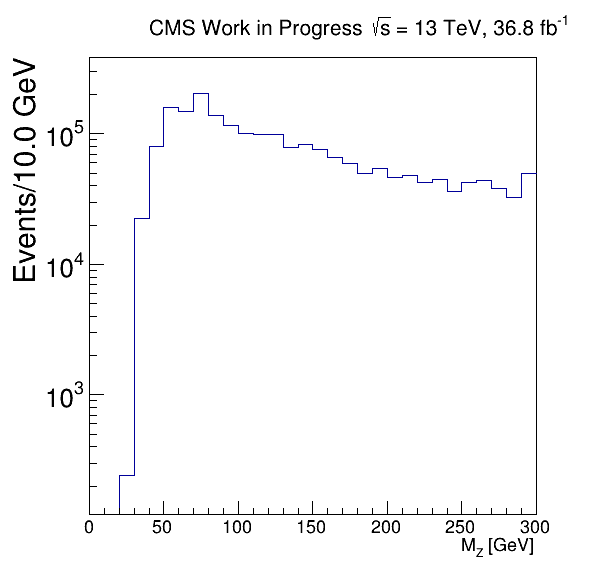 CMS Work in Progress √s = 13 TeV, 36.8 fb⁻¹
Events/10.0 GeV
10⁵
10⁴
10³
0 50 100 150 200 250 300
M_Z [GeV]